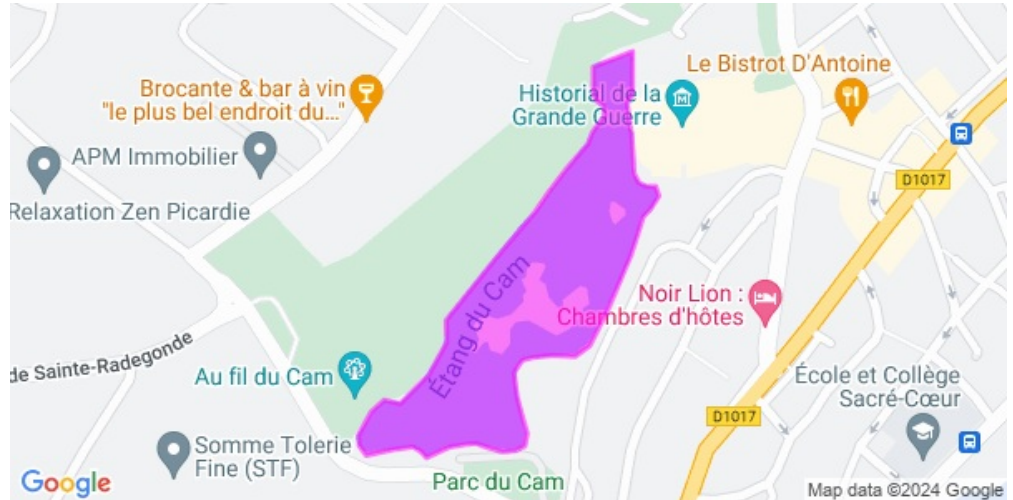 Brocante & bar à vin
"le plus bel endroit du..."
Historial de la
Grande Guerre
Le Bistrot D'Antoine
APM Immobilier
D1017
Relaxation Zen Picardie
Étang du Cam
Noir Lion :
Chambres d'hôtes
de Sainte-Radegonde
Au fil du Cam
École et Collège
Sacré-Cœur
D1017
Somme Tolerie
Fine (STF)
Parc du Cam
Google
Map data ©2024 Google